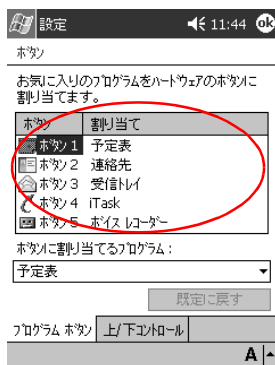 設定 11:44 ok
ボタン
お気に入りのプログラムをハードウェアのボタンに
割り当てます。
ボタン 割り当て
ボタン 1 予定表
ボタン 2 連絡先
ボタン 3 受信トレイ
ボタン 4 iTask
ボタン 5 ボイス レコーダー
ボタンに割り当てるプログラム:
予定表
既定に戻す
プログラム ボタン 上/下コントロール
A